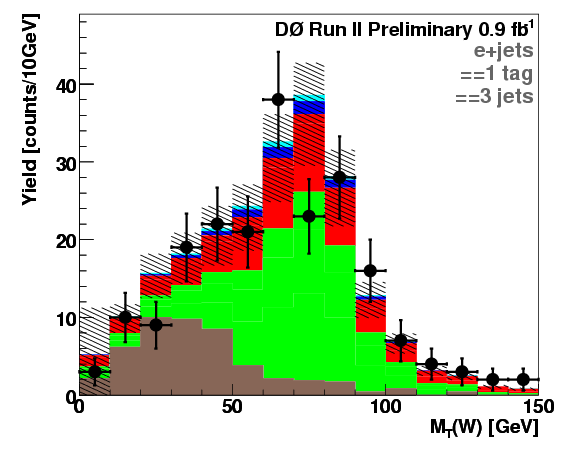 DØ Run II Preliminary 0.9 fb-1
e+jets
==1 tag
==3 jets
Yield [counts/10GeV]
40
30
20
10
0
0 50 100 150
MT(W) [GeV]